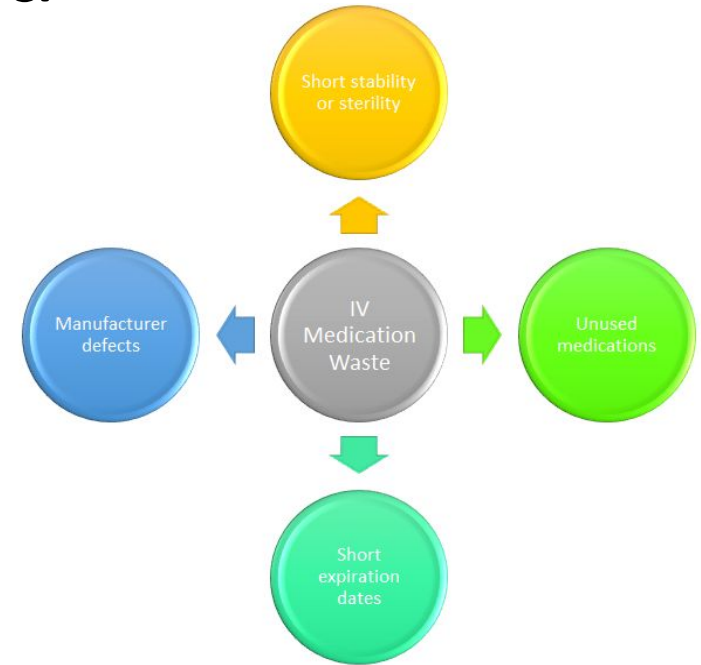 Short stability
or sterility
Manufacturer
defects
IV
Medication
Waste
Unused
medications
Short
expiration
dates